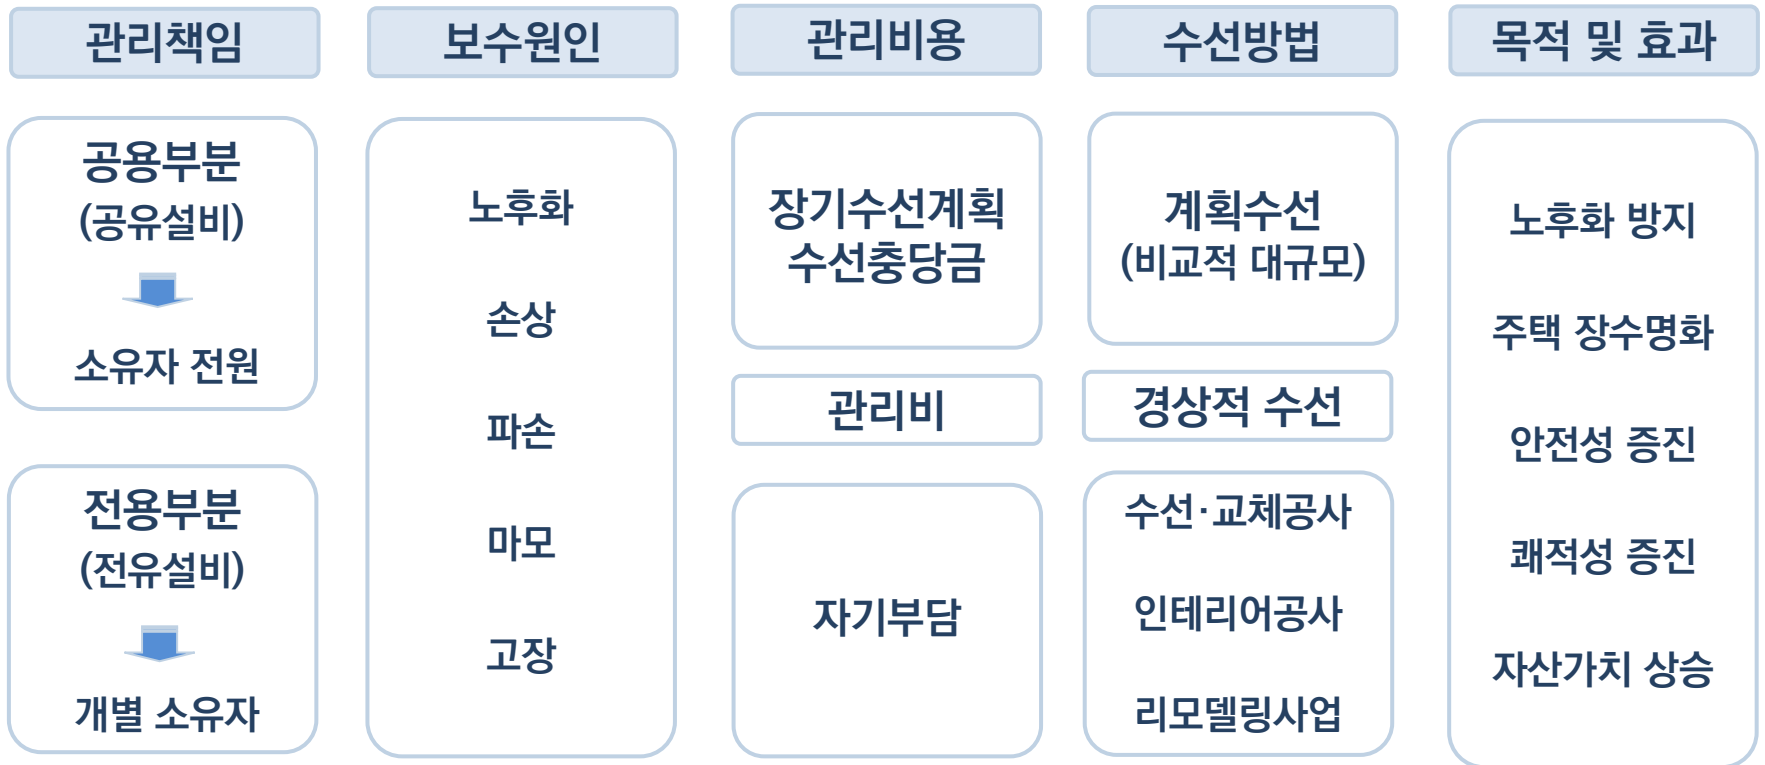 관리책임
공용부분
(공유설비)
소유자 전원
전용부분
(전유설비)
개별 소유자
보수원인
노후화
손상
파손
마모
고장
관리비용
장기수선계획
수선충당금
관리비
자기부담
수선방법
계획수선
(비교적 대규모)
경상적 수선
수선·교체공사
인테리어공사
리모델링사업
목적 및 효과
노후화 방지
주택 장수명화
안전성 증진
쾌적성 증진
자산가치 상승